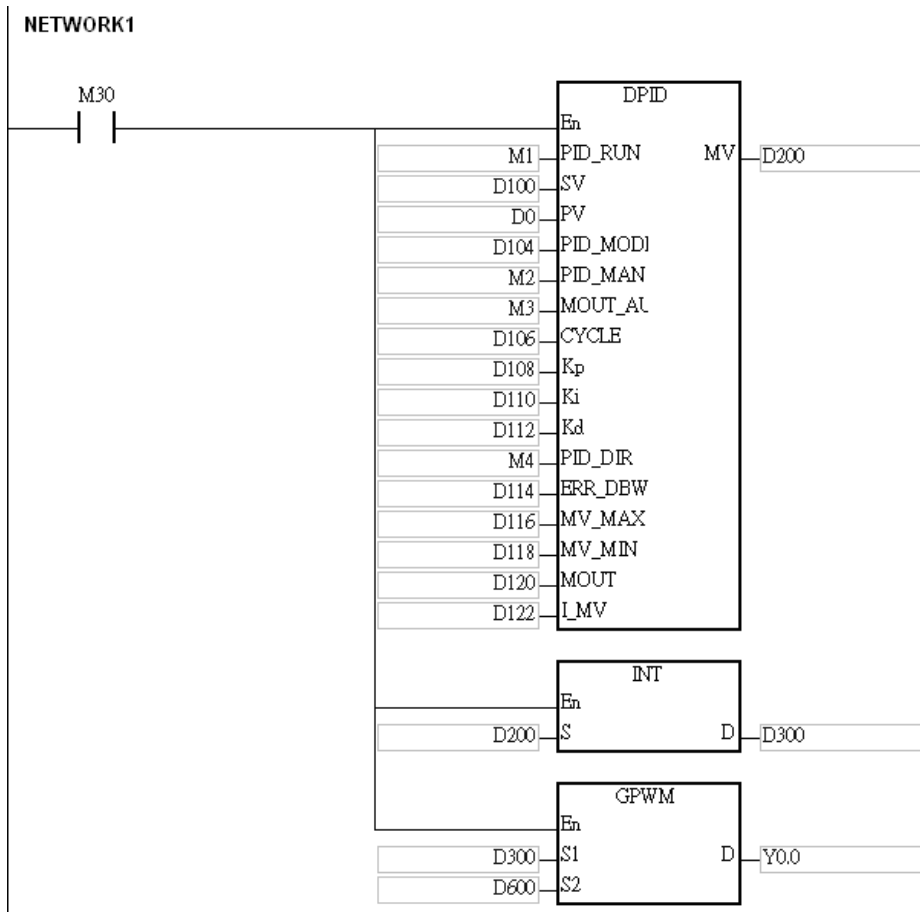 NETWORK1
M30
DPID
En
M1 PID_RUN MV D200
D100 SV
D0 PV
D104 PID_MODI
M2 PID_MAN
M3 MOUT_AU
D106 CYCLE
D108 Kp
D110 Ki
D112 Kd
M4 PID_DIR
D114 ERR_DBW
D116 MV_MAX
D118 MV_MIN
D120 MOUT
D122 I_MV
INT
En
D200 S D D300
GPWM
En
D300 S1 D Y0.0
D600 S2